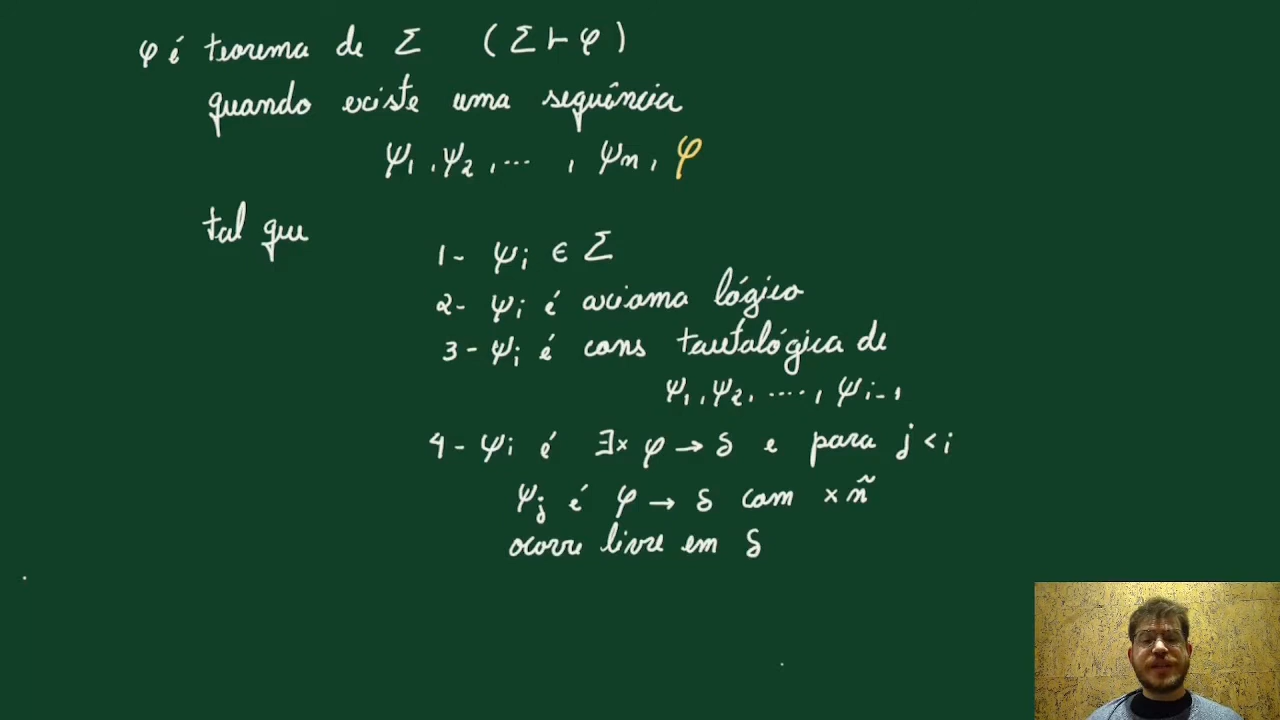 φ é teorema de Σ (Σ ⊢ φ)
quando existe uma sequência
ψ₁, ψ₂, ..., ψn, φ
tal que
1- ψi ∈ Σ
2- ψi é axioma lógico
3- ψi é cons tautológica de
ψ₁, ψ₂, ...., ψi-1
4- ψi é ∃x φ → δ e para j < i
ψj é φ → δ com x ñ
ocorre livre em δ